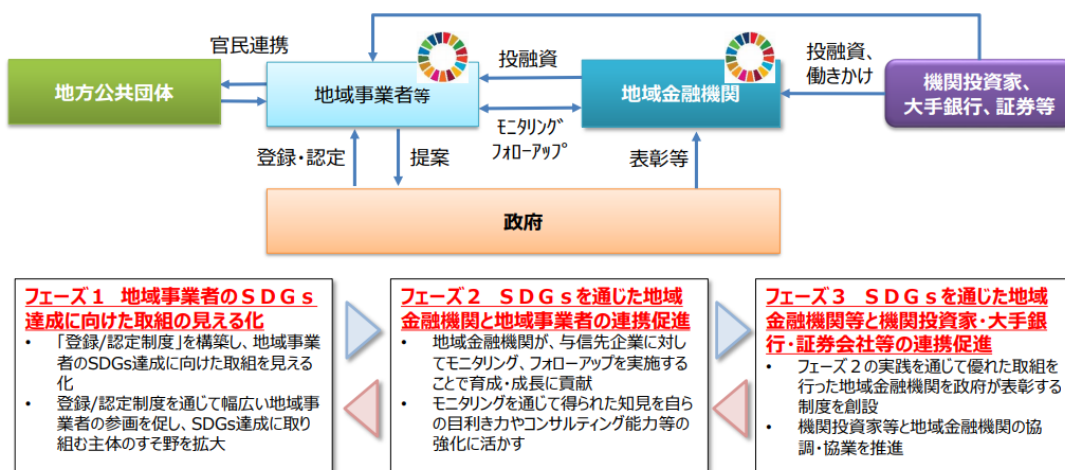 官民連携
投融資
投融資、
働きかけ
地方公共団体
地域事業者等
地域金融機関
機関投資家、
大手銀行、証券等
モニタリング
フォローアップ
登録・認定
提案
表彰等
政府
フェーズ1 地域事業者のSDGs
達成に向けた取組の見える化
• 「登録/認定制度」を構築し、地域事業
者のSDGs達成に向けた取組を見える
化
• 登録/認定制度を通じて幅広い地域事
業者の参画を促し、SDGs達成に取り
組む主体のすそ野を拡大
フェーズ2 SDGsを通じた地域
金融機関と地域事業者の連携促進
• 地域金融機関が、与信先企業に対し
てモニタリング、フォローアップを実施する
ことで育成・成長に貢献
• モニタリングを通じて得られた知見を自ら
の目利き力やコンサルティング能力等の
強化に活かす
フェーズ3 SDGsを通じた地域
金融機関等と機関投資家・大手銀
行・証券会社等の連携促進
• フェーズ2の実践を通じて優れた取組を
行った地域金融機関を政府が表彰する
制度を創設
• 機関投資家等と地域金融機関の協
調・協業を推進